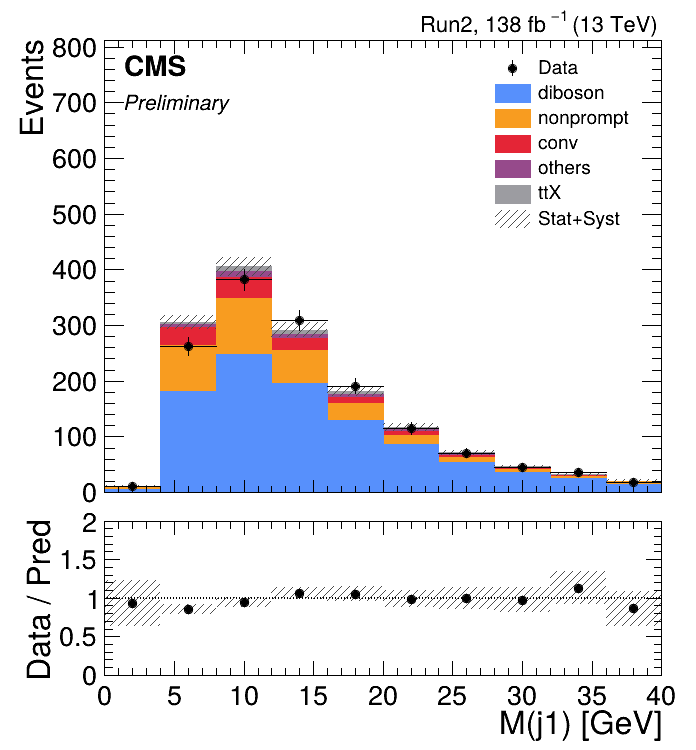 Run2, 138 fb⁻¹ (13 TeV)
Events
800
700
600
500
400
300
200
100
0
CMS
Preliminary
Data
diboson
nonprompt
conv
others
ttX
Stat+Syst
Data / Pred
2
1.5
1
0.5
0
0 5 10 15 20 25 30 35 40
M(j1) [GeV]